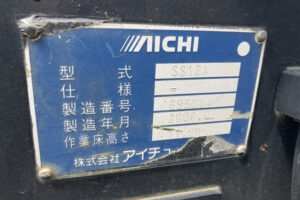 AICHI
型式 SS12A
仕様
製造番号
製造年月 2006
作業床高さ
株式会社 アイチ